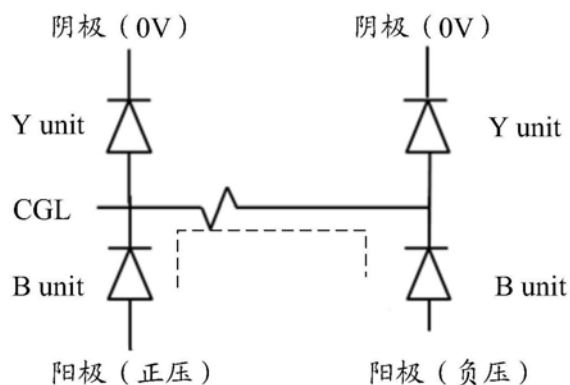 阴极（0V） 阴极（0V）
Y unit Y unit
CGL
B unit B unit
阳极（正压） 阳极（负压）